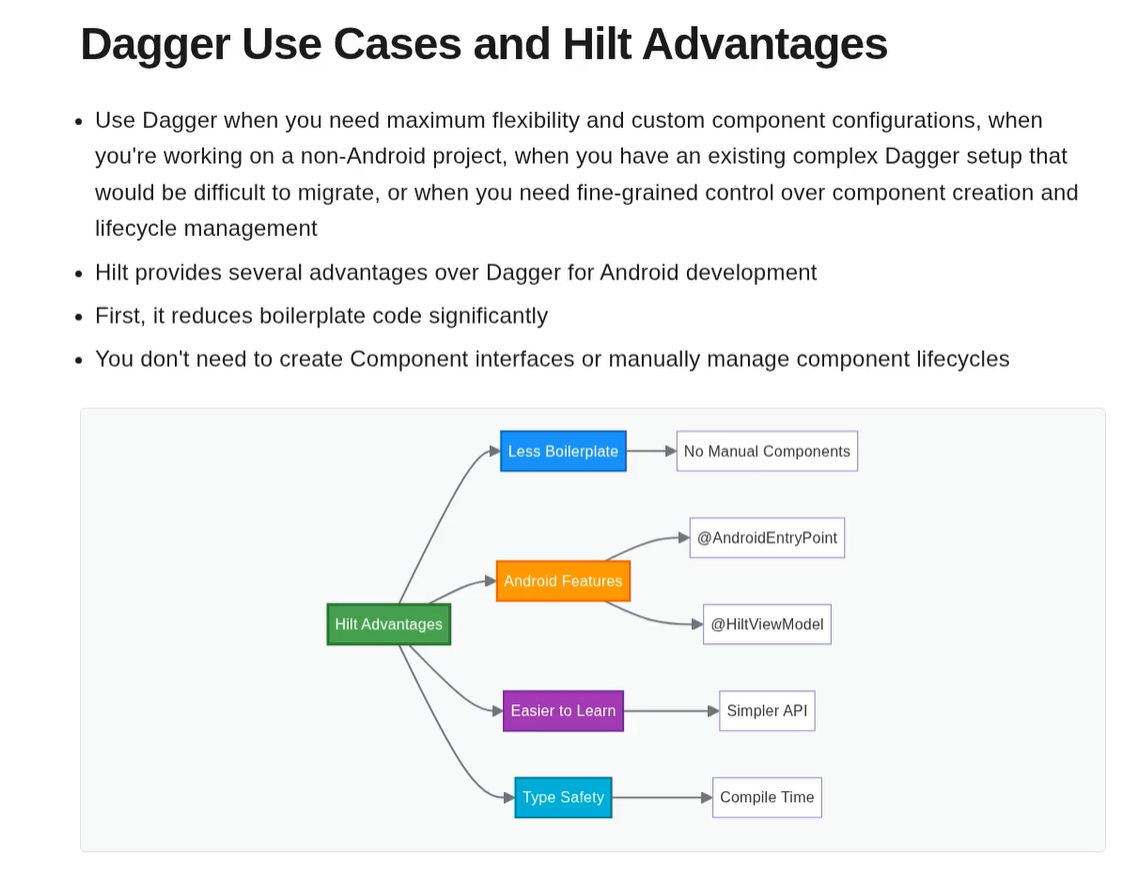 Dagger Use Cases and Hilt Advantages
• Use Dagger when you need maximum flexibility and custom component configurations, when
you're working on a non-Android project, when you have an existing complex Dagger setup that
would be difficult to migrate, or when you need fine-grained control over component creation and
lifecycle management
• Hilt provides several advantages over Dagger for Android development
• First, it reduces boilerplate code significantly
• You don't need to create Component interfaces or manually manage component lifecycles
Less Boilerplate
No Manual Components
@AndroidEntryPoint
Android Features
Hilt Advantages
@HiltViewModel
Easier to Learn
Simpler API
Type Safety
Compile Time